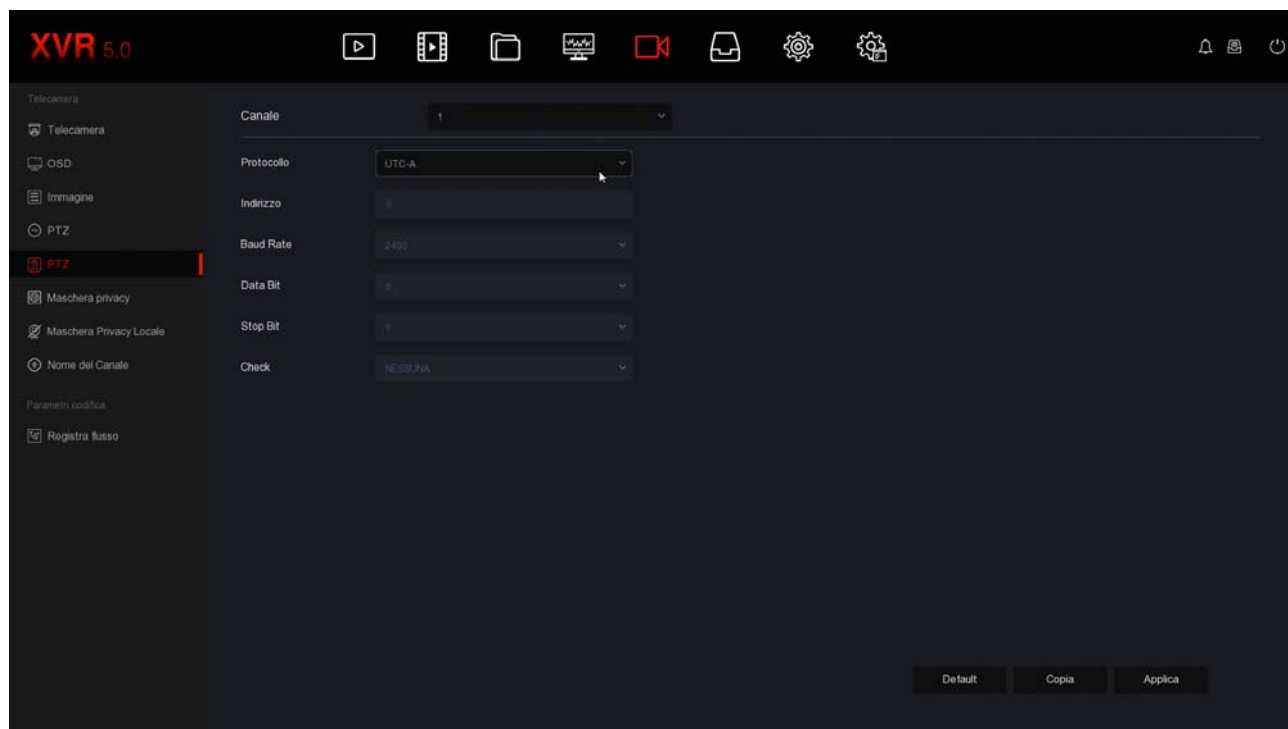 XVR 5.0
Telecamera
Telecamera
OSD
Immagine
PTZ
PTZ
Maschera privacy
Maschera Privacy Locale
Nome del Canale
Parametri codifica
Registra flusso
Canale 1
Protocollo UTC-A
Indirizzo
Baud Rate 2400
Data Bit
Stop Bit 1
Check NESSUNA
Default Copia Applica